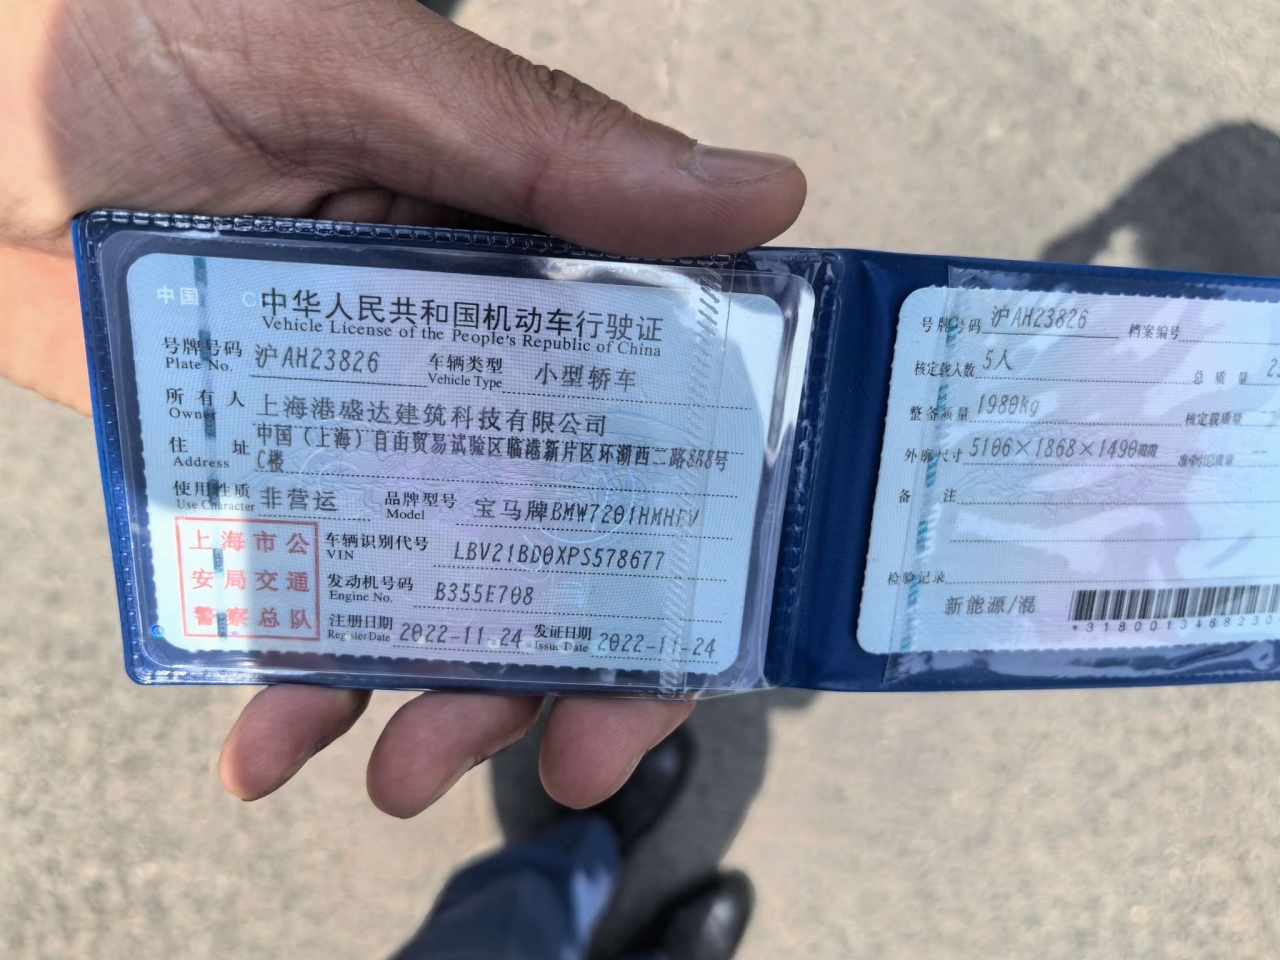 中国
中华人民共和国机动车行驶证
Vehicle License of the People's Republic of China
号牌号码 沪AH23826 车辆类型 小型轿车
Plate No. Vehicle Type
所有人 上海港盛达建筑科技有限公司
Owner
住址 中国（上海）自由贸易试验区临港新片区环湖西二路888号
Address C楼
使用性质 非营运 品牌型号 宝马牌BMW7201HMHEV
Use Character Model
上海市公
安局交通
警察总队
车辆识别代号 LBV21BD0XPS578677
VIN
发动机号码 B355E708
Engine No.
注册日期 2022-11-24 发证日期 2022-11-24
Register Date Issue Date
号牌号码 沪AH23826 档案编号
核定载人数 5人 总质量
整备质量 1980kg 核定载质量
外廓尺寸 5106×1868×1490mm 准牵引总质量
备注
检验记录
新能源/混
*3180013468230